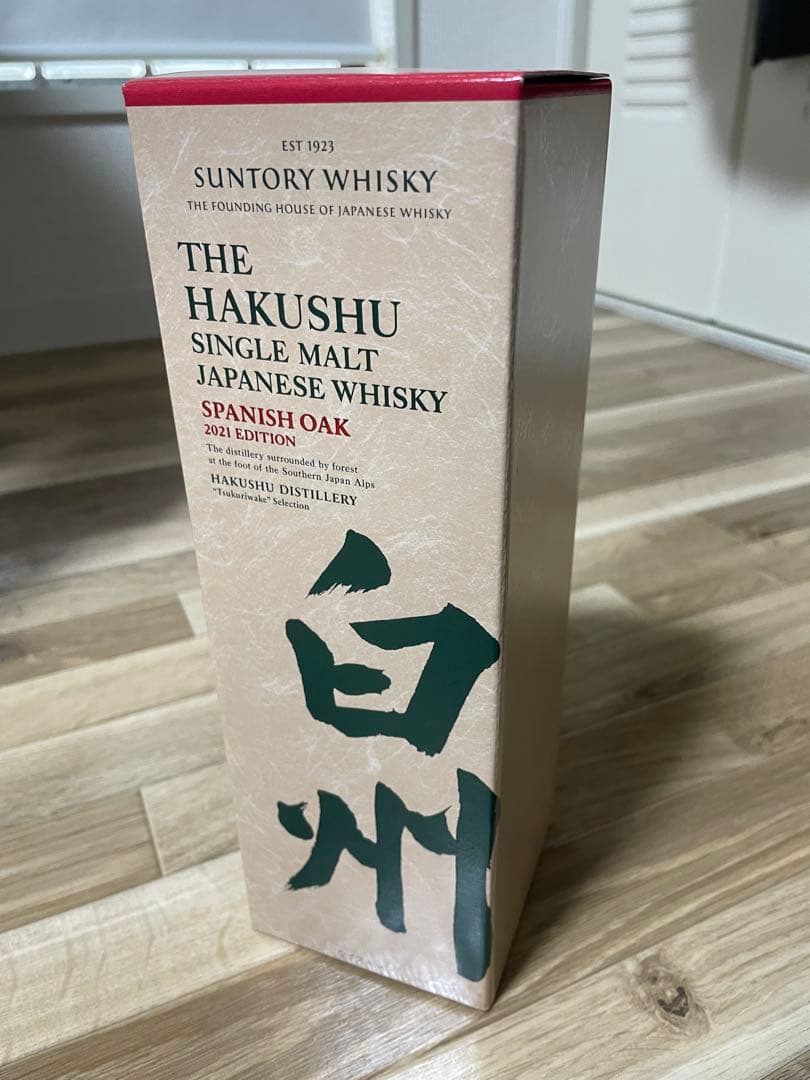 EST 1923
SUNTORY WHISKY
THE FOUNDING HOUSE OF JAPANESE WHISKY
THE
HAKUSHU
SINGLE MALT
JAPANESE WHISKY
SPANISH OAK
2021 EDITION
The distillery surrounded by forest
at the foot of the Southern Japan Alps
HAKUSHU DISTILLERY
"Tsukuriwake" Selection
白
州